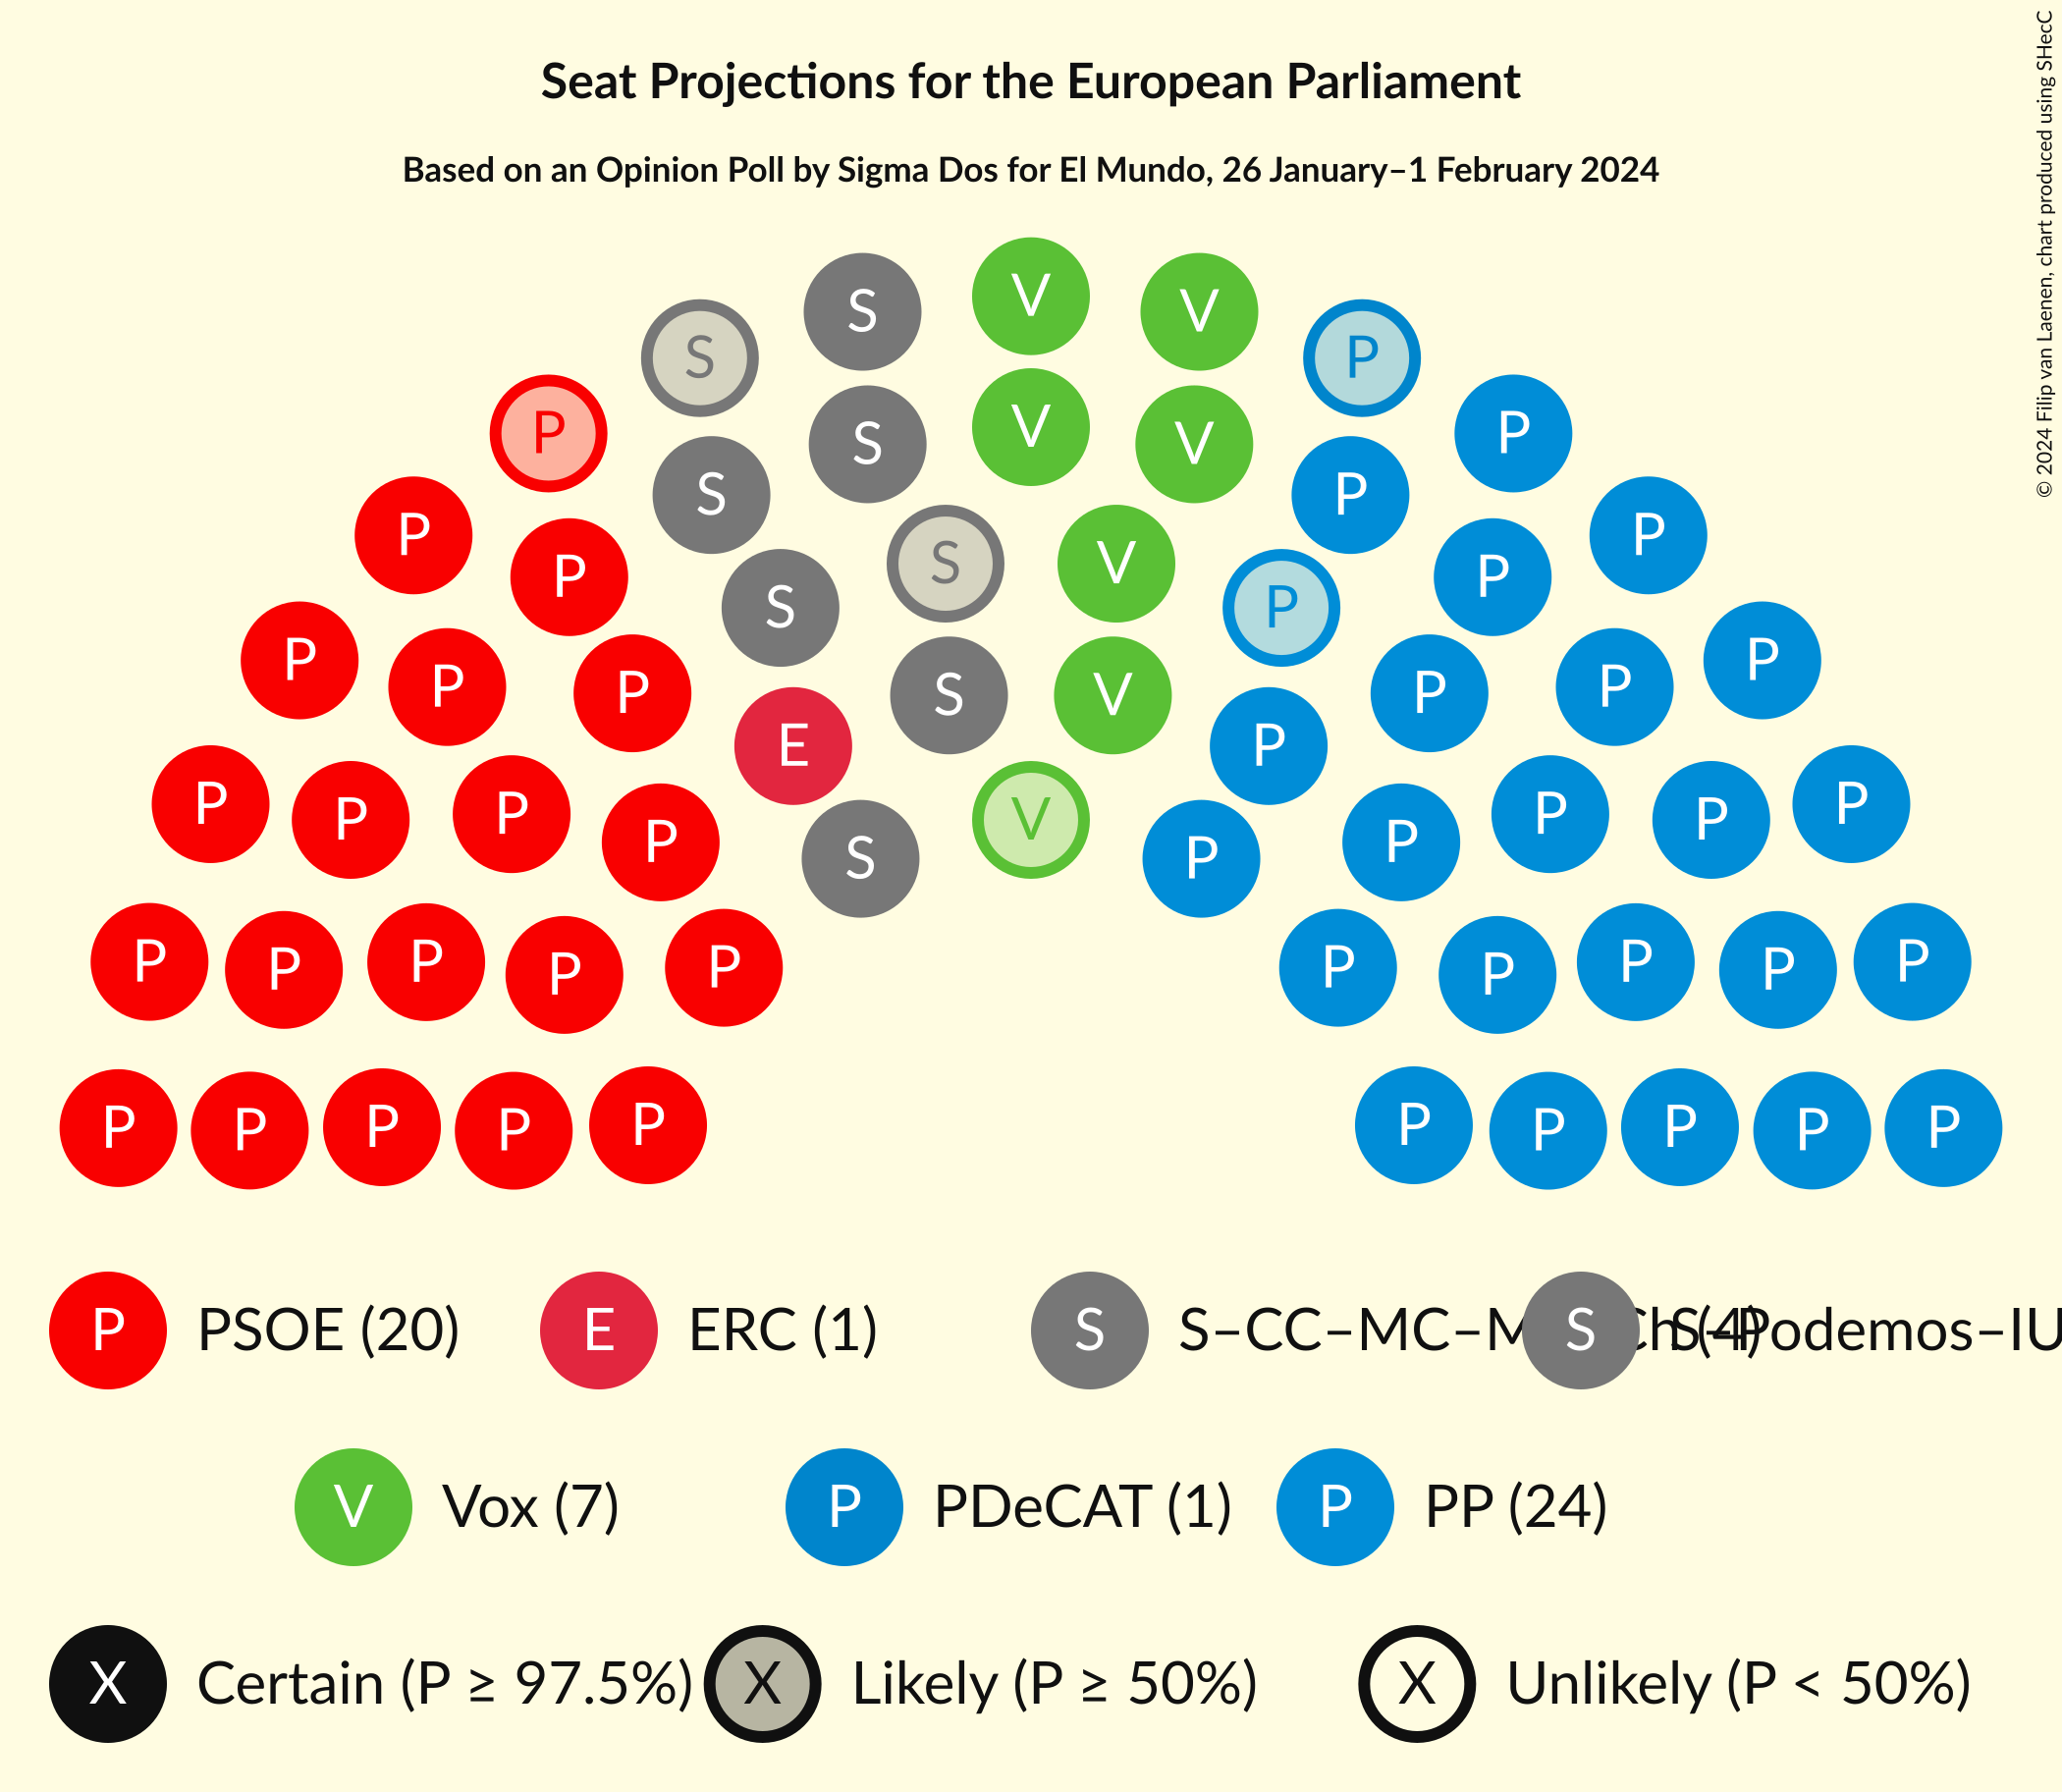 Seat Projections for the European Parliament
Based on an Opinion Poll by Sigma Dos for El Mundo, 26 January–1 February 2024
© 2024 Filip van Laenen, chart produced using SHecC
V
S V
S P
P V P
S V
S P
P S V P
P P
S P
P V P
S P
P P
P E P
P P
P V P
P P
P S P
P P
P P P P P P P P P P
P P P P P P P P P P
P PSOE (20) E ERC (1) S S–CC–MC–M S Ch (4) S–Podemos–IU
V Vox (7) P PDeCAT (1) P PP (24)
X Certain (P ≥ 97.5%) X Likely (P ≥ 50%) X Unlikely (P < 50%)